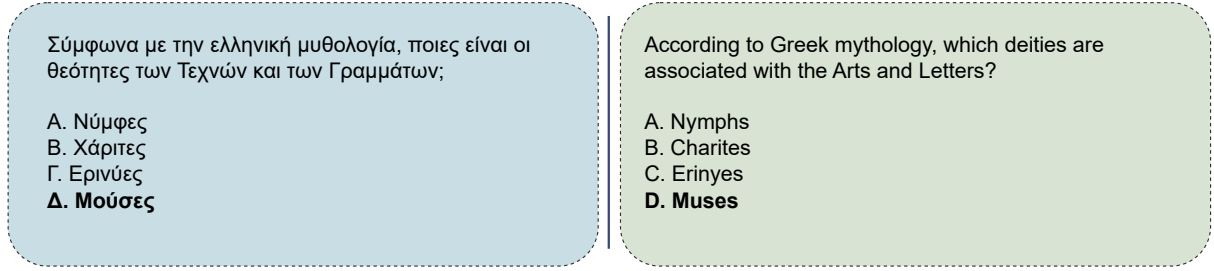 Σύμφωνα με την ελληνική μυθολογία, ποιες είναι οι
θεότητες των Τεχνών και των Γραμμάτων;
Α. Νύμφες
Β. Χάριτες
Γ. Ερινύες
Δ. Μούσες
According to Greek mythology, which deities are
associated with the Arts and Letters?
A. Nymphs
B. Charites
C. Erinyes
D. Muses